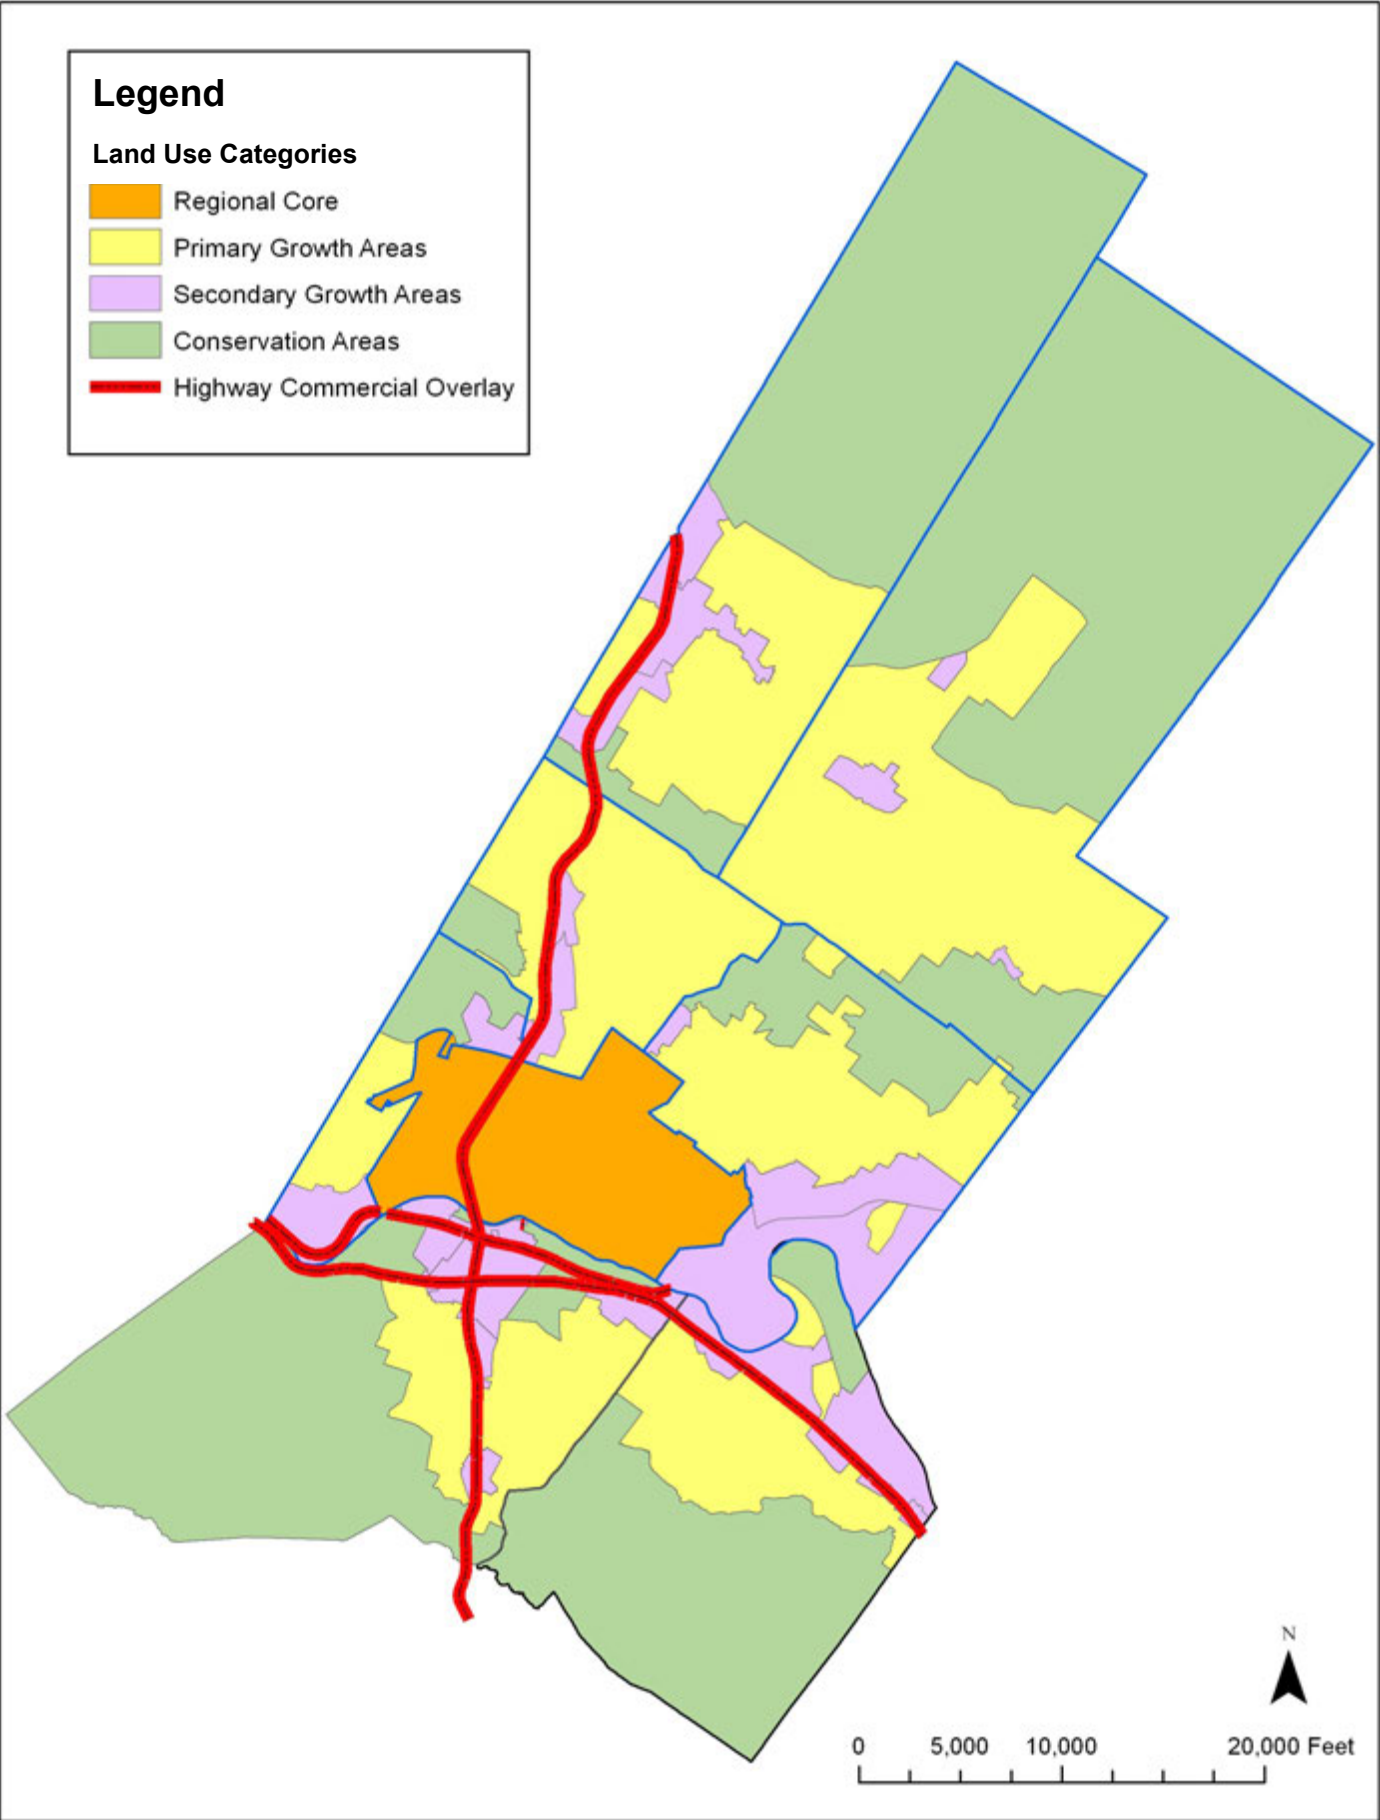 Legend
Land Use Categories
Regional Core
Primary Growth Areas
Secondary Growth Areas
Conservation Areas
Highway Commercial Overlay
N
0 5,000 10,000 20,000 Feet